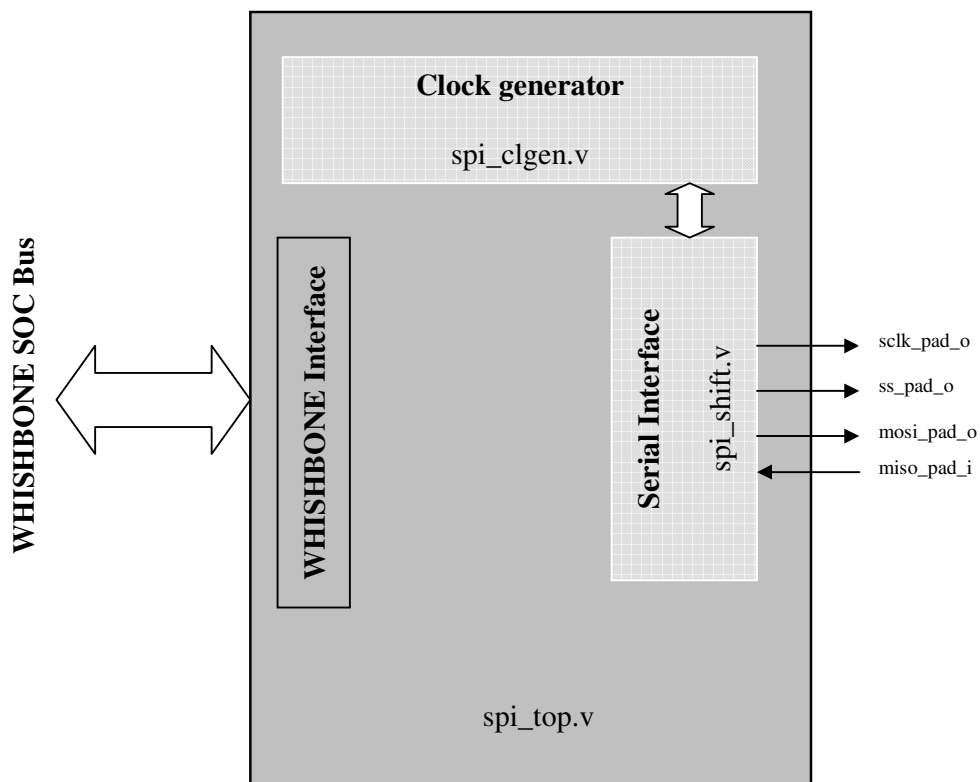 Clock generator
spi_clgen.v
WHISHBONE SOC Bus
WHISHBONE Interface
Serial Interface
spi_shift.v
sclk_pad_o
ss_pad_o
mosi_pad_o
miso_pad_i
spi_top.v